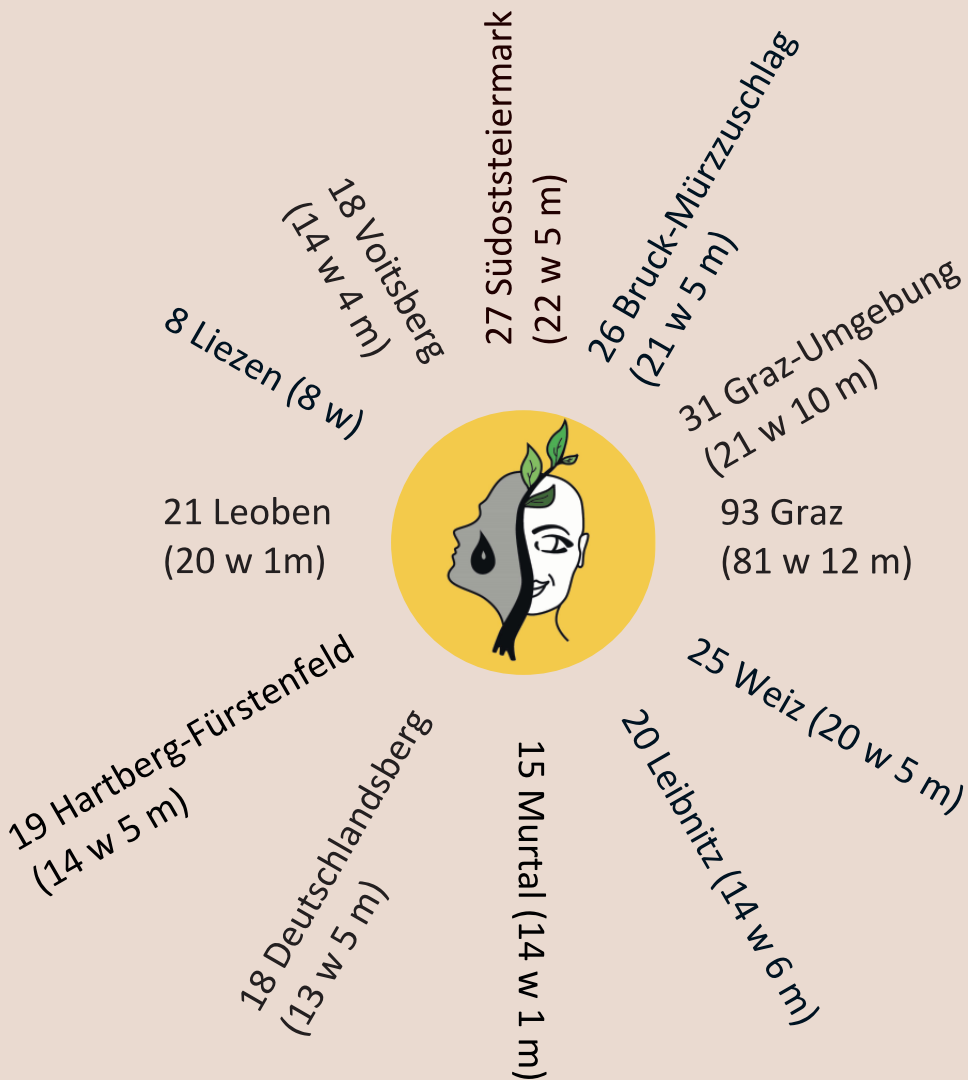 27 Südoststeiermark
(22 w 5 m)
26 Bruck-Mürzzuschlag
(21 w 5 m)
31 Graz-Umgebung
(21 w 10 m)
93 Graz
(81 w 12 m)
25 Weiz (20 w 5 m)
20 Leibnitz (14 w 6 m)
15 Murtal (14 w 1 m)
18 Deutschlandsberg
(13 w 5 m)
19 Hartberg-Fürstenfeld
(14 w 5 m)
21 Leoben
(20 w 1m)
8 Liezen (8 w)
18 Voitsberg
(14 w 4 m)